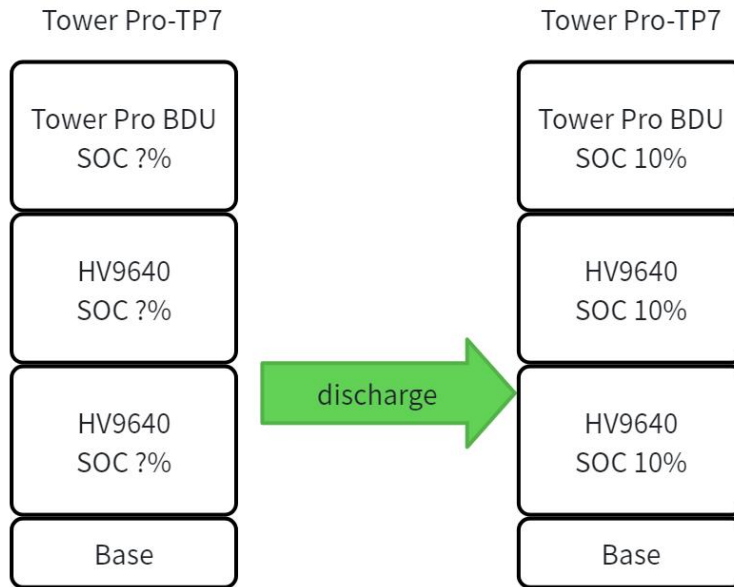 Tower Pro-TP7
Tower Pro BDU
SOC ?%
HV9640
SOC ?%
HV9640
SOC ?%
Base
discharge
Tower Pro-TP7
Tower Pro BDU
SOC 10%
HV9640
SOC 10%
HV9640
SOC 10%
Base